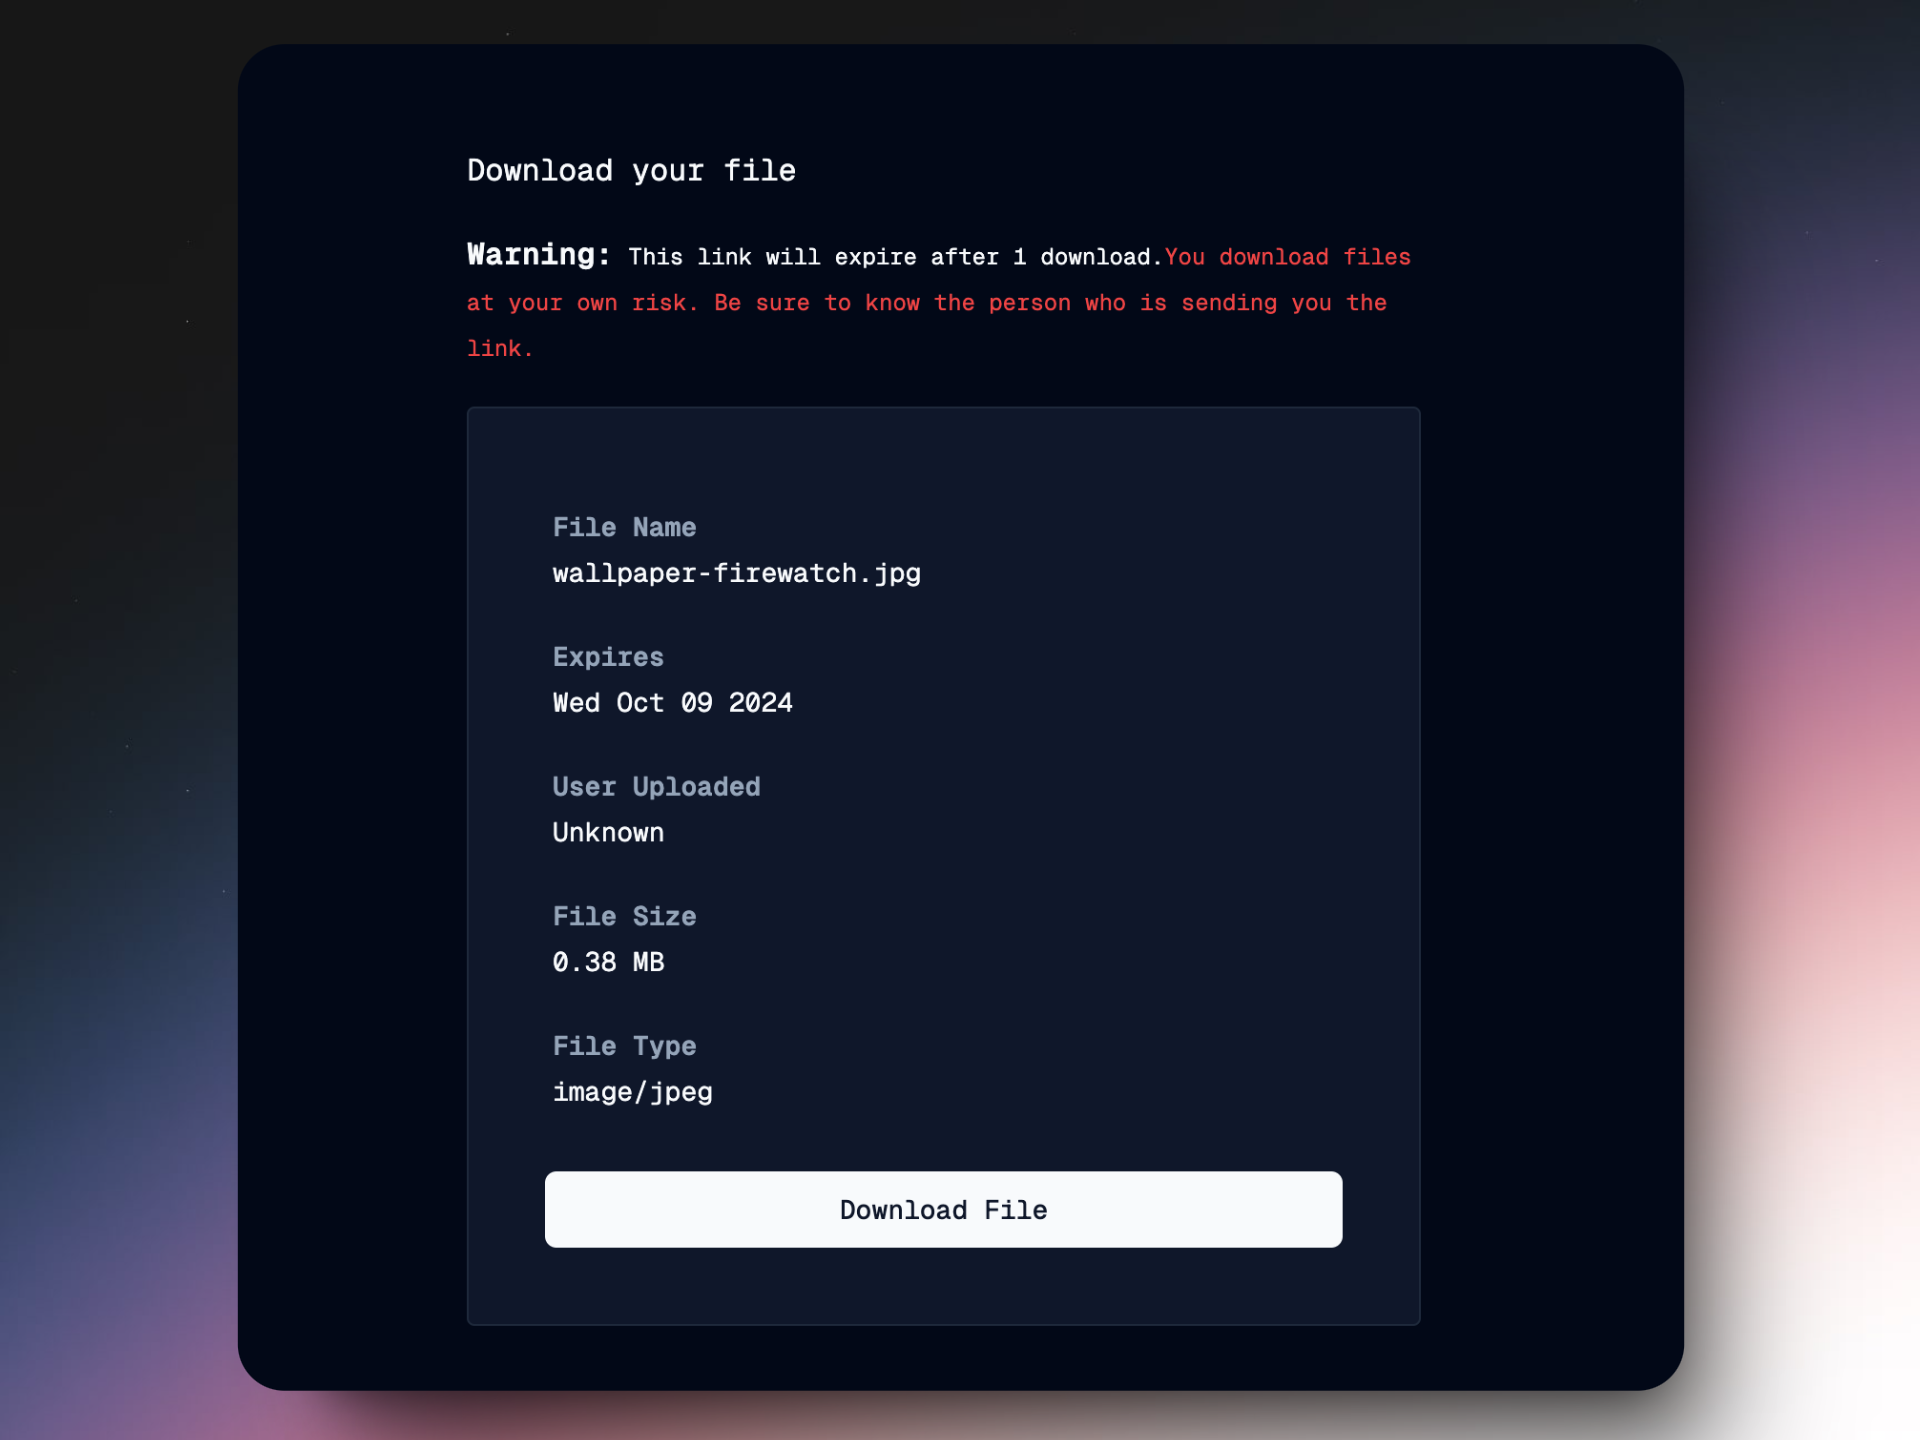 Download your file
Warning: This link will expire after 1 download.You download files
at your own risk. Be sure to know the person who is sending you the
link.
File Name
wallpaper-firewatch.jpg
Expires
Wed Oct 09 2024
User Uploaded
Unknown
File Size
0.38 MB
File Type
image/jpeg
Download File